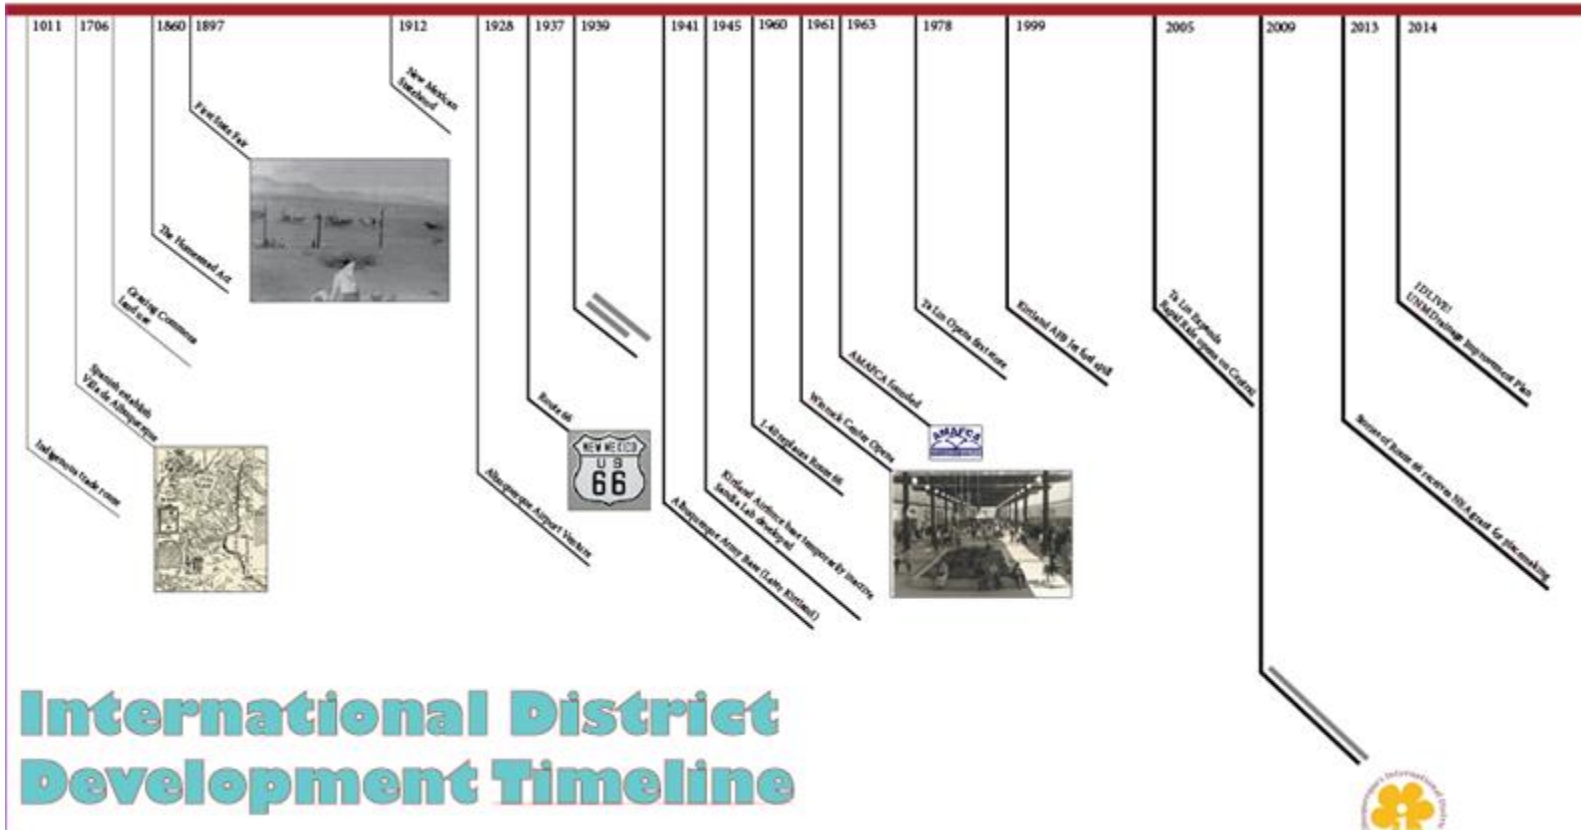 1011
1706
1860
1897
1912
1928
1937
1939
1941
1945
1960
1961
1963
1978
1999
2005
2009
2013
2014
Indigenous trade route
Spanish establish
Villa de Albuquerque
Grazing Commons
land use
The Homestead Act
First State Fair
New Mexican
Statehood
Albuquerque Airport Venture
Route 66
NEW MEXICO
U S
66
Albuquerque Army Base (Later Kirtland)
Kirtland Airforce base temporarily inactive
Sandia Lab developed
I-40 replaces Route 66
Winrock Center Opens
AMAFCA founded
AMAFCA
Ta Lin Opens first store
Kirtland AFB Jet fuel spill
Ta Lin Expands
Rapid Ride opens on Central
of Route 66 receives NEA grant for placemaking
IDLIVE!
UNM Drainage Improvement Plan
International District
Development Timeline